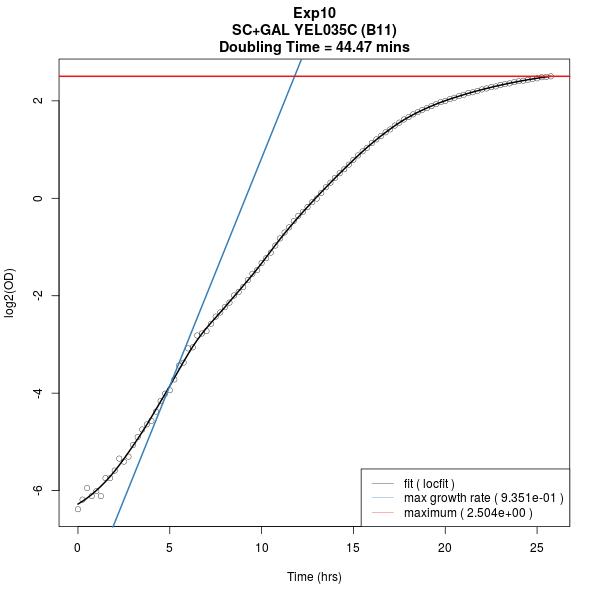 Exp10
SC+GAL YEL035C (B11)
Doubling Time = 44.47 mins
log2(OD)
2
0
-2
-4
-6
fit ( locfit )
max growth rate ( 9.351e-01 )
maximum ( 2.504e+00 )
0 5 10 15 20 25
Time (hrs)